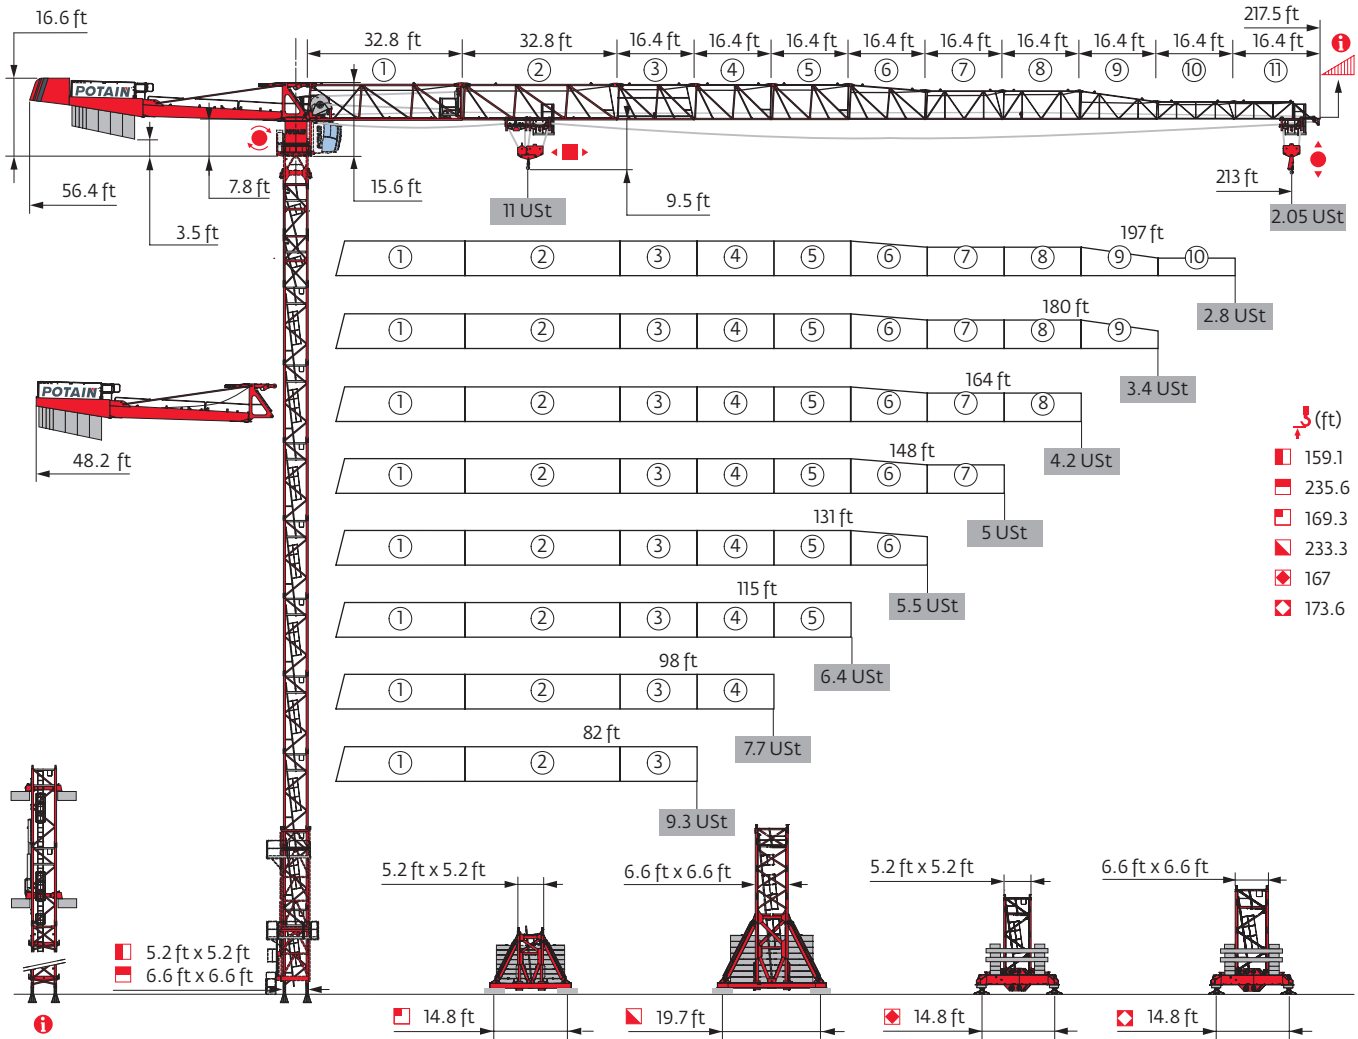 16.6 ft
217.5 ft
32.8 ft 32.8 ft 16.4 ft 16.4 ft 16.4 ft 16.4 ft 16.4 ft 16.4 ft 16.4 ft 16.4 ft 16.4 ft
1 2 3 4 5 6 7 8 9 10 11
i
POTAIN
56.4 ft 7.8 ft 15.6 ft 9.5 ft 213 ft
3.5 ft
11 USt 2.05 USt
197 ft
1 2 3 4 5 6 7 8 9 10
2.8 USt
180 ft
1 2 3 4 5 6 7 8 9
3.4 USt
164 ft
1 2 3 4 5 6 7 8
4.2 USt
POTAIN
48.2 ft
148 ft
1 2 3 4 5 6 7
5 USt
131 ft
1 2 3 4 5 6
5.5 USt
115 ft
1 2 3 4 5
6.4 USt
98 ft
1 2 3 4
7.7 USt
82 ft
1 2 3
9.3 USt
(ft)
159.1
235.6
169.3
233.3
167
173.6
5.2 ft x 5.2 ft 6.6 ft x 6.6 ft 5.2 ft x 5.2 ft 6.6 ft x 6.6 ft
5.2 ft x 5.2 ft
6.6 ft x 6.6 ft
i
14.8 ft 19.7 ft 14.8 ft 14.8 ft